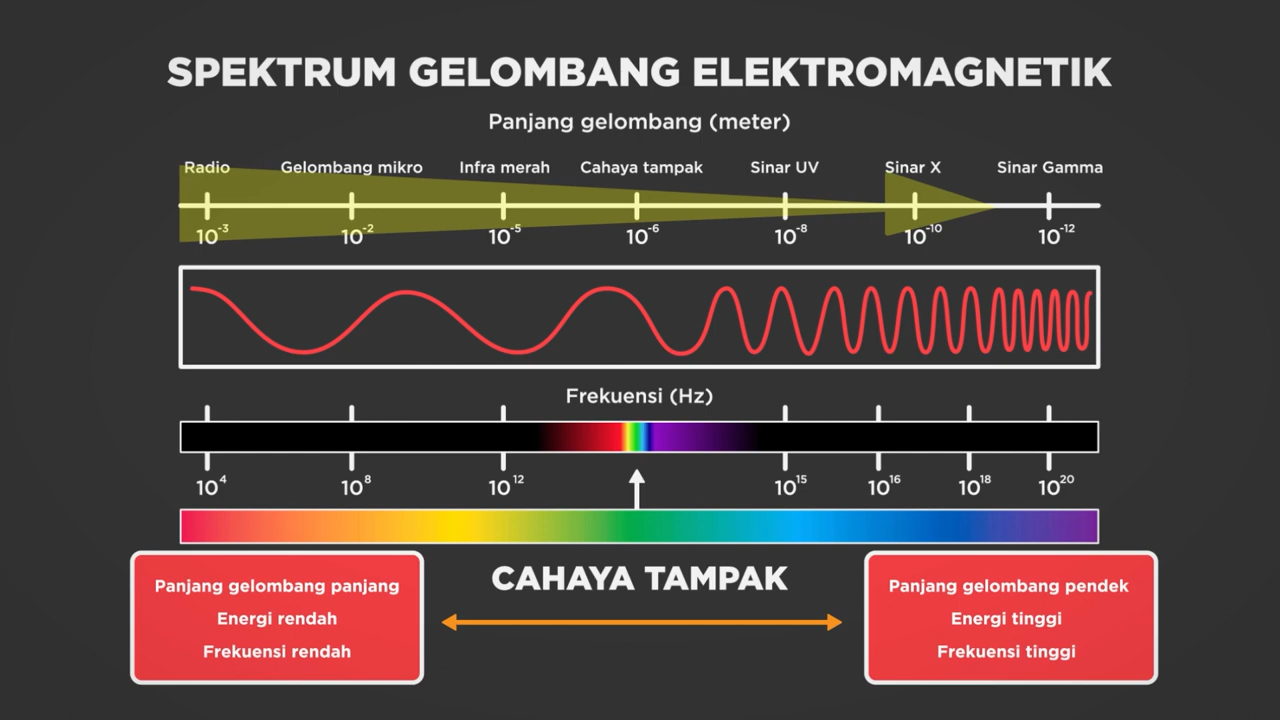 SPEKTRUM GELOMBANG ELEKTROMAGNETIK
Panjang gelombang (meter)
Radio Gelombang mikro Infra merah Cahaya tampak Sinar UV Sinar X Sinar Gamma
10⁻³ 10⁻² 10⁻⁵ 10⁻⁶ 10⁻⁸ 10⁻¹⁰ 10⁻¹²
Frekuensi (Hz)
10⁴ 10⁸ 10¹² 10¹⁵ 10¹⁶ 10¹⁸ 10²⁰
CAHAYA TAMPAK
Panjang gelombang panjang
Energi rendah
Frekuensi rendah
Panjang gelombang pendek
Energi tinggi
Frekuensi tinggi